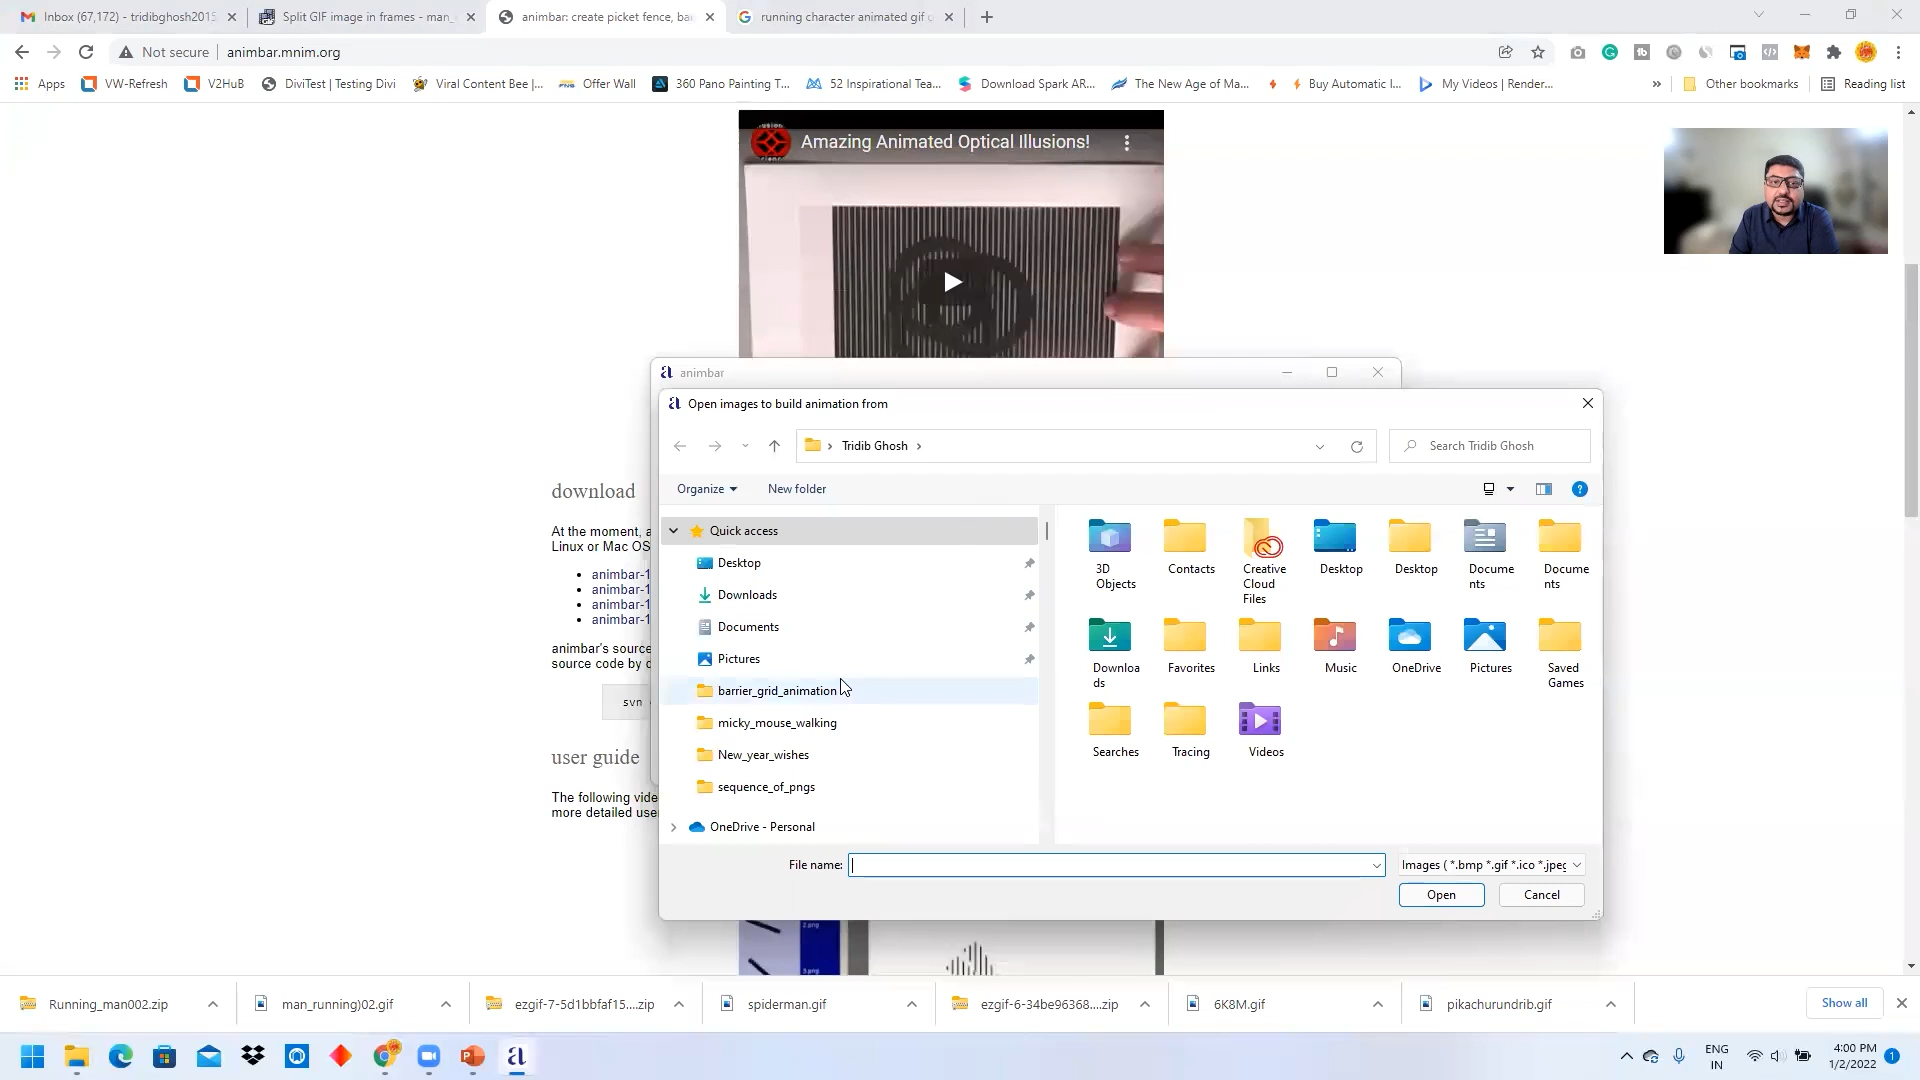 Inbox (67,172) - tridibghosh2015
Split GIF image in frames - man_
animbar: create picket fence, ba
running character animated gif
Not secure
animbar.mnim.org
Apps
VW-Refresh
V2HuB
DiviTest | Testing Divi
Viral Content Bee |...
Offer Wall
360 Pano Painting T...
52 Inspirational Tea...
Download Spark AR...
The New Age of Ma...
Buy Automatic I...
My Videos | Render...
»
Other bookmarks
Reading list
Amazing Animated Optical Illusions!
animbar
Open images to build animation from
Tridib Ghosh
Search Tridib Ghosh
Organize
New folder
Quick access
Desktop
Downloads
Documents
Pictures
barrier_grid_animation
micky_mouse_walking
New_year_wishes
sequence_of_pngs
OneDrive - Personal
3D Objects
Contacts
Creative Cloud Files
Desktop
Desktop
Documents
Documents
Downloads
Favorites
Links
Music
OneDrive
Pictures
Saved Games
Searches
Tracing
Videos
File name:
Images ( *.bmp *.gif *.ico *.jpeg
Open
Cancel
download
At the moment, a
Linux or Mac OS
animbar-1
animbar-1
animbar-1
animbar-1
animbar's source
source code by d
svn
user guide
The following vide
more detailed use
2.png
3.png
Running_man002.zip
man_running)02.gif
ezgif-7-5d1bbfaf15....zip
spiderman.gif
ezgif-6-34be96368....zip
6K8M.gif
pikachurundrib.gif
Show all
ENG
IN
4:00 PM
1/2/2022
1